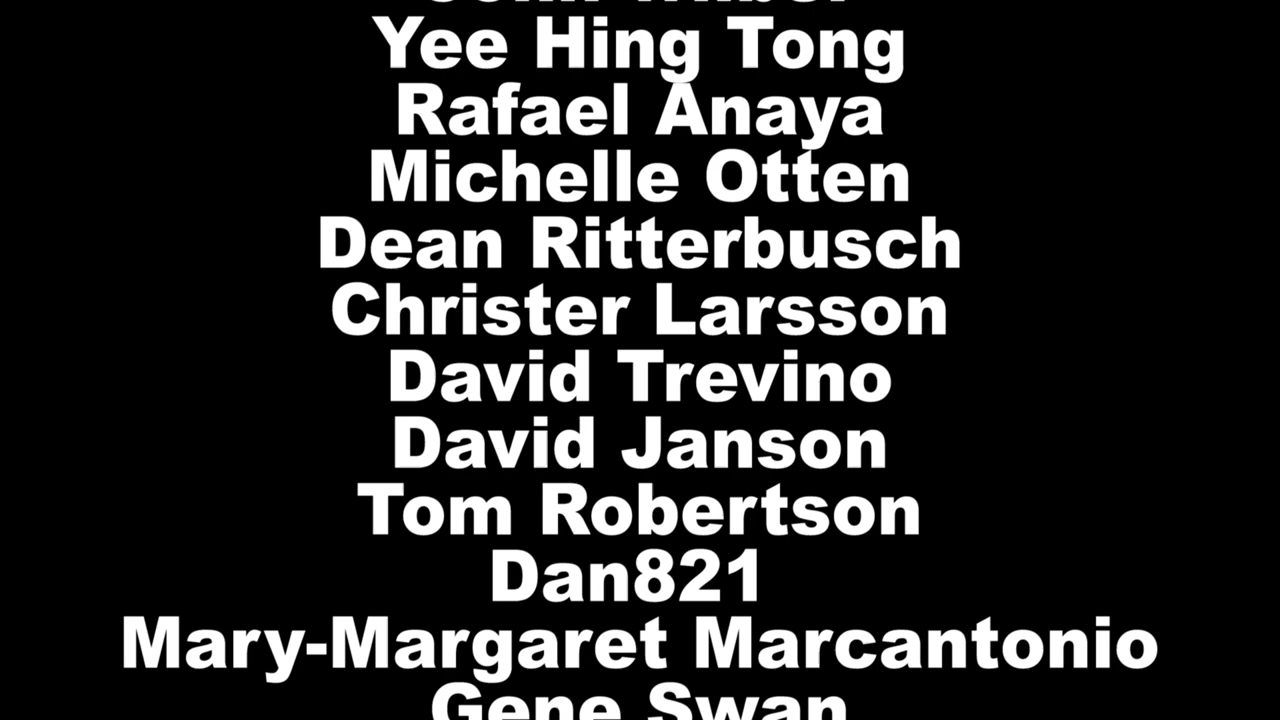 Yee Hing Tong
Rafael Anaya
Michelle Otten
Dean Ritterbusch
Christer Larsson
David Trevino
David Janson
Tom Robertson
Dan821
Mary-Margaret Marcantonio
Gene Swan